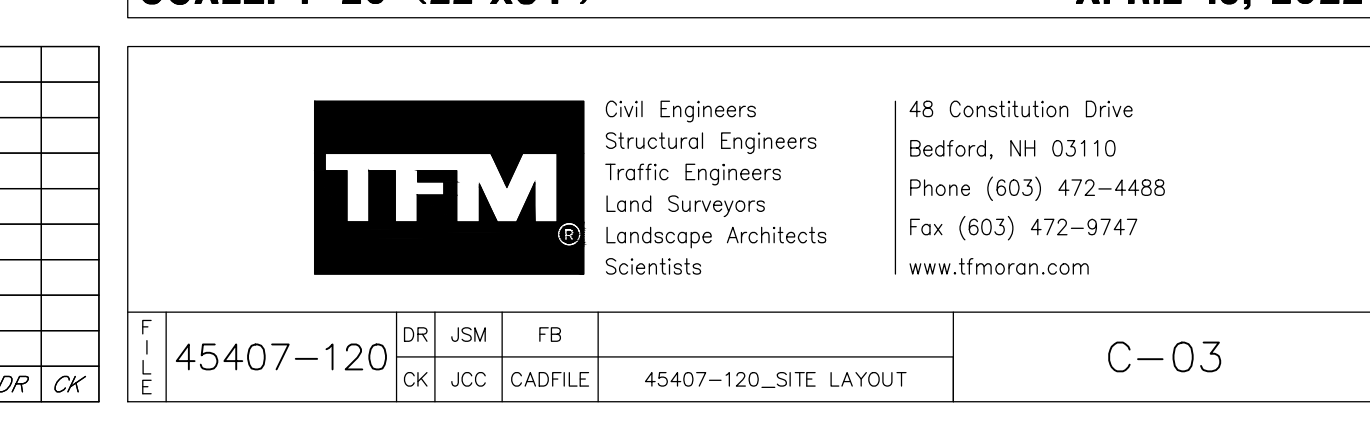 TFM
®
Civil Engineers
Structural Engineers
Traffic Engineers
Land Surveyors
Landscape Architects
Scientists
48 Constitution Drive
Bedford, NH 03110
Phone (603) 472-4488
Fax (603) 472-9747
www.tfmoran.com
FILE
45407-120
DR JSM FB
CK JCC CADFILE 45407-120_SITE LAYOUT
C-03
DR CK